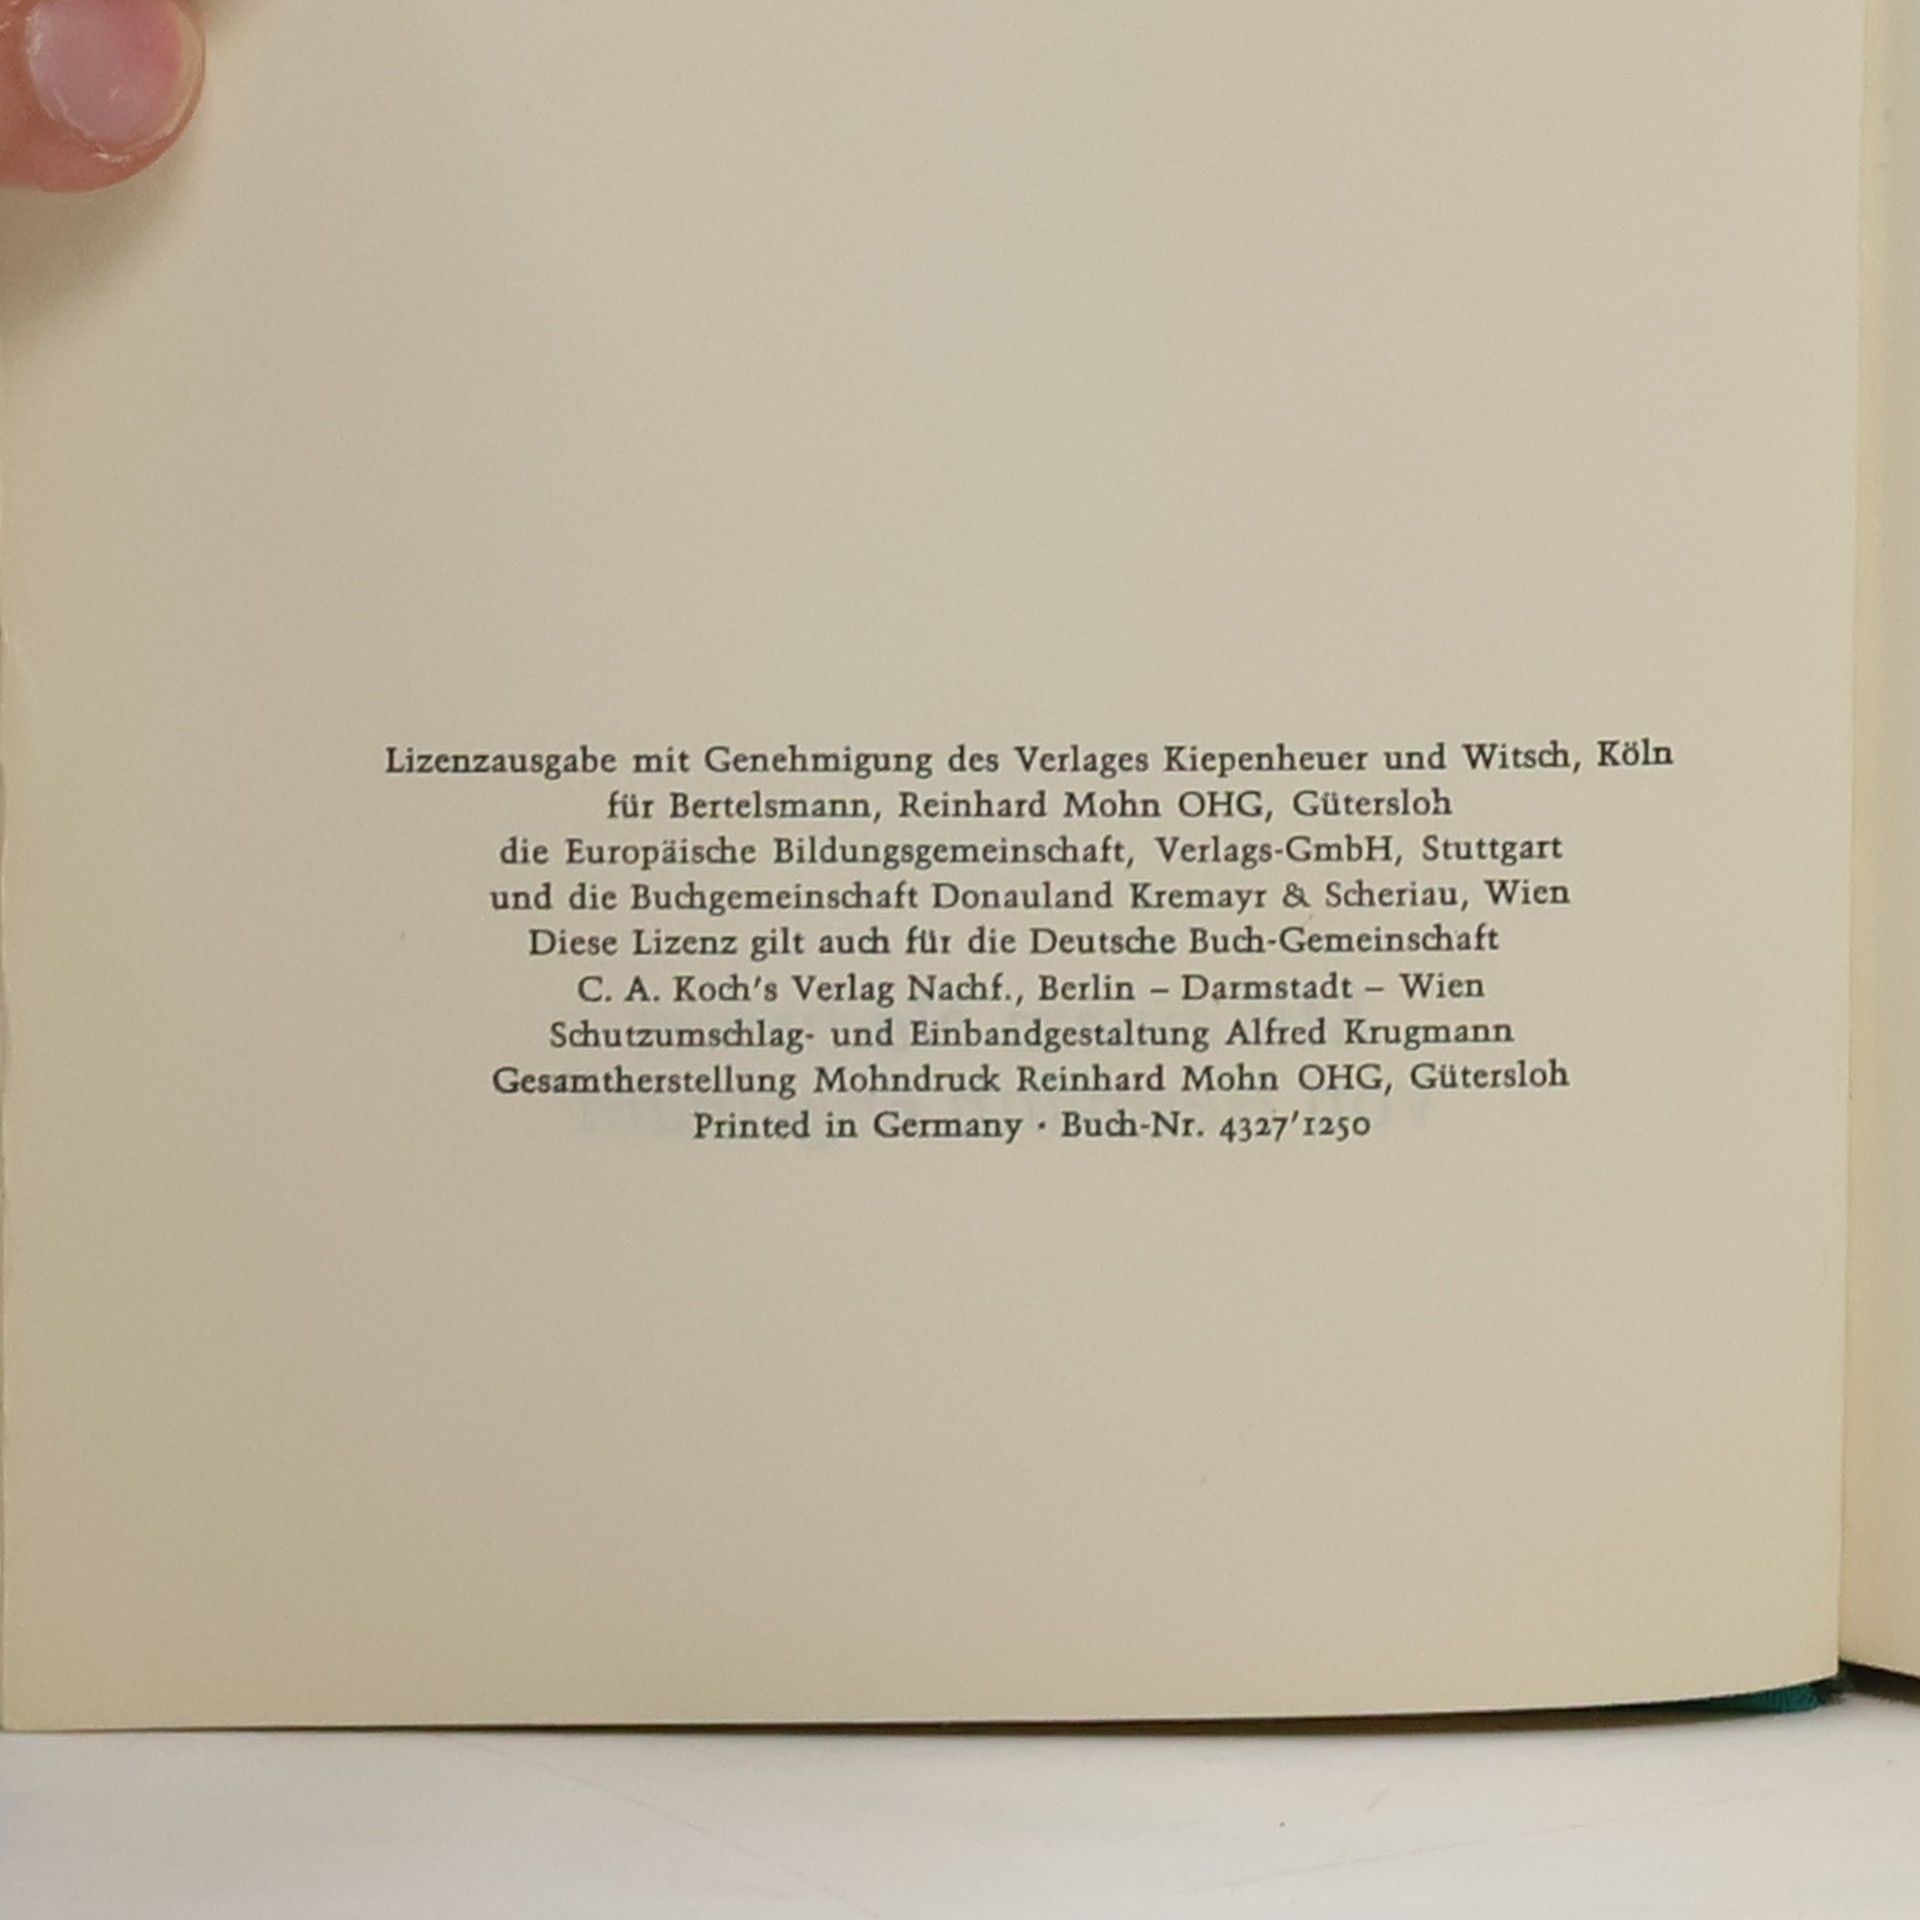 Lizenzausgabe mit Genehmigung des Verlages Kiepenheuer und Witsch, Köln
für Bertelsmann, Reinhard Mohn OHG, Gütersloh
die Europäische Bildungsgemeinschaft, Verlags-GmbH, Stuttgart
und die Buchgemeinschaft Donauland Kremayr & Scheriau, Wien
Diese Lizenz gilt auch für die Deutsche Buch-Gemeinschaft
C. A. Koch's Verlag Nachf., Berlin – Darmstadt – Wien
Schutzumschlag- und Einbandgestaltung Alfred Krugmann
Gesamtherstellung Mohndruck Reinhard Mohn OHG, Gütersloh
Printed in Germany · Buch-Nr. 4327'1250